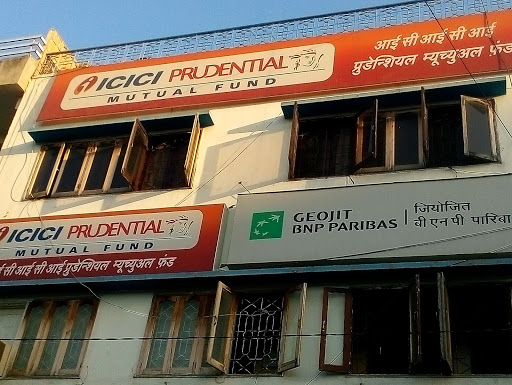 ICICI PRUDENTIAL
MUTUAL FUND
आई सी आई सी आई
प्रुडेन्शियल म्यूच्युअल फ़ंड
ICICI PRUDENTIAL
MUTUAL FUND
आई सी आई सी आई प्रुडेन्शियल म्यूच्युअल फ़ंड
GEOJIT
BNP PARIBAS
जियोजित
बी एन पी पारिबा